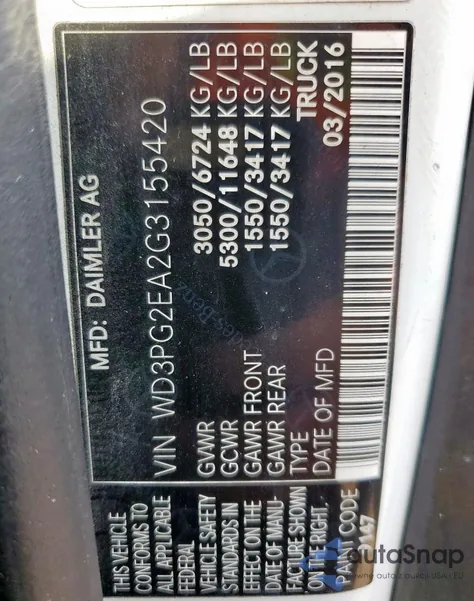 MFD: DAIMLER AG
VIN WD3PG2EA2G3155420
GVWR 3050/6724 KG/LB
GCWR 5300/11648 KG/LB
GAWR FRONT 1550/3417 KG/LB
GAWR REAR 1550/3417 KG/LB
TYPE TRUCK
DATE OF MFD 03/2016
THIS VEHICLE
CONFORMS TO
ALL APPLICABLE
FEDERAL
VEHICLE SAFETY
STANDARDS IN
EFFECT ON THE
DATE OF MANU-
FACTURE SHOWN
ON THE RIGHT.
PAINT CODE
autoSnap